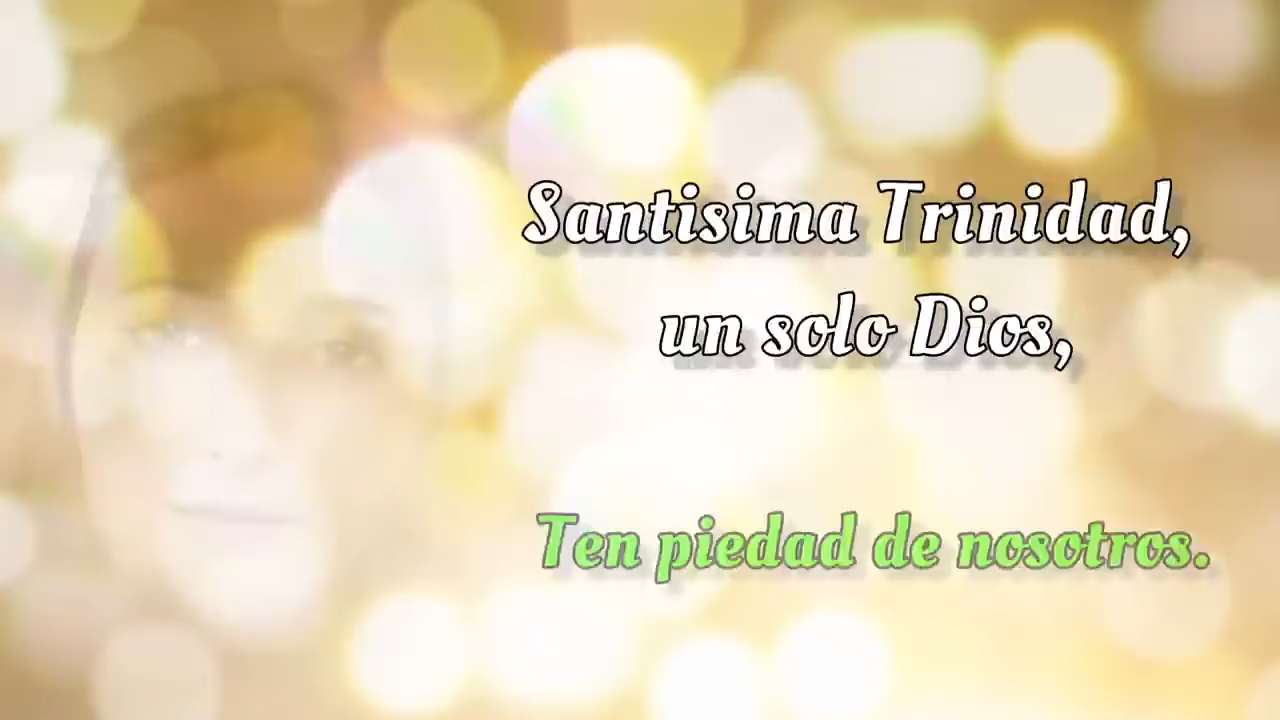 Santisima Trinidad,
un solo Dios,
Ten piedad de nosotros.